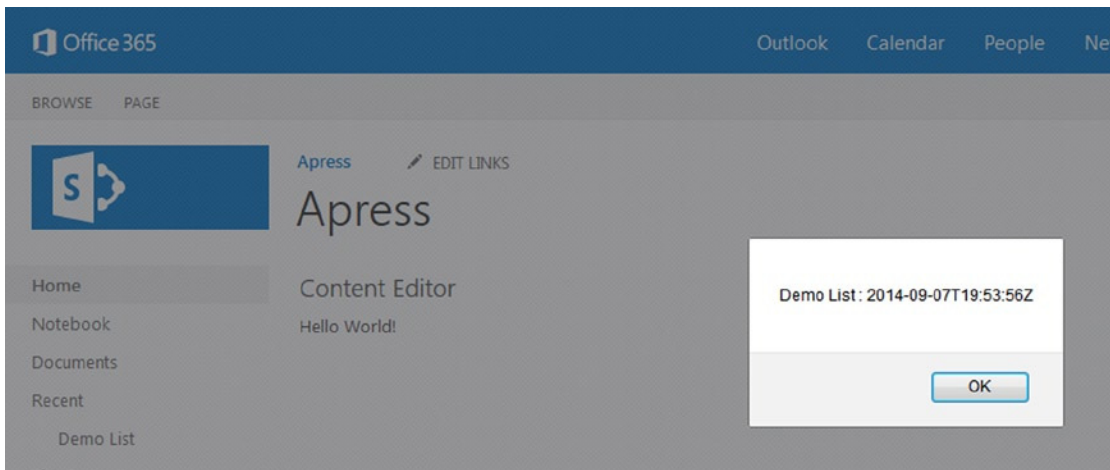 Office 365
Outlook Calendar People Ne
BROWSE PAGE
S
Apress EDIT LINKS
Apress
Home
Notebook
Documents
Recent
Demo List
Content Editor
Hello World!
Demo List : 2014-09-07T19:53:56Z
OK